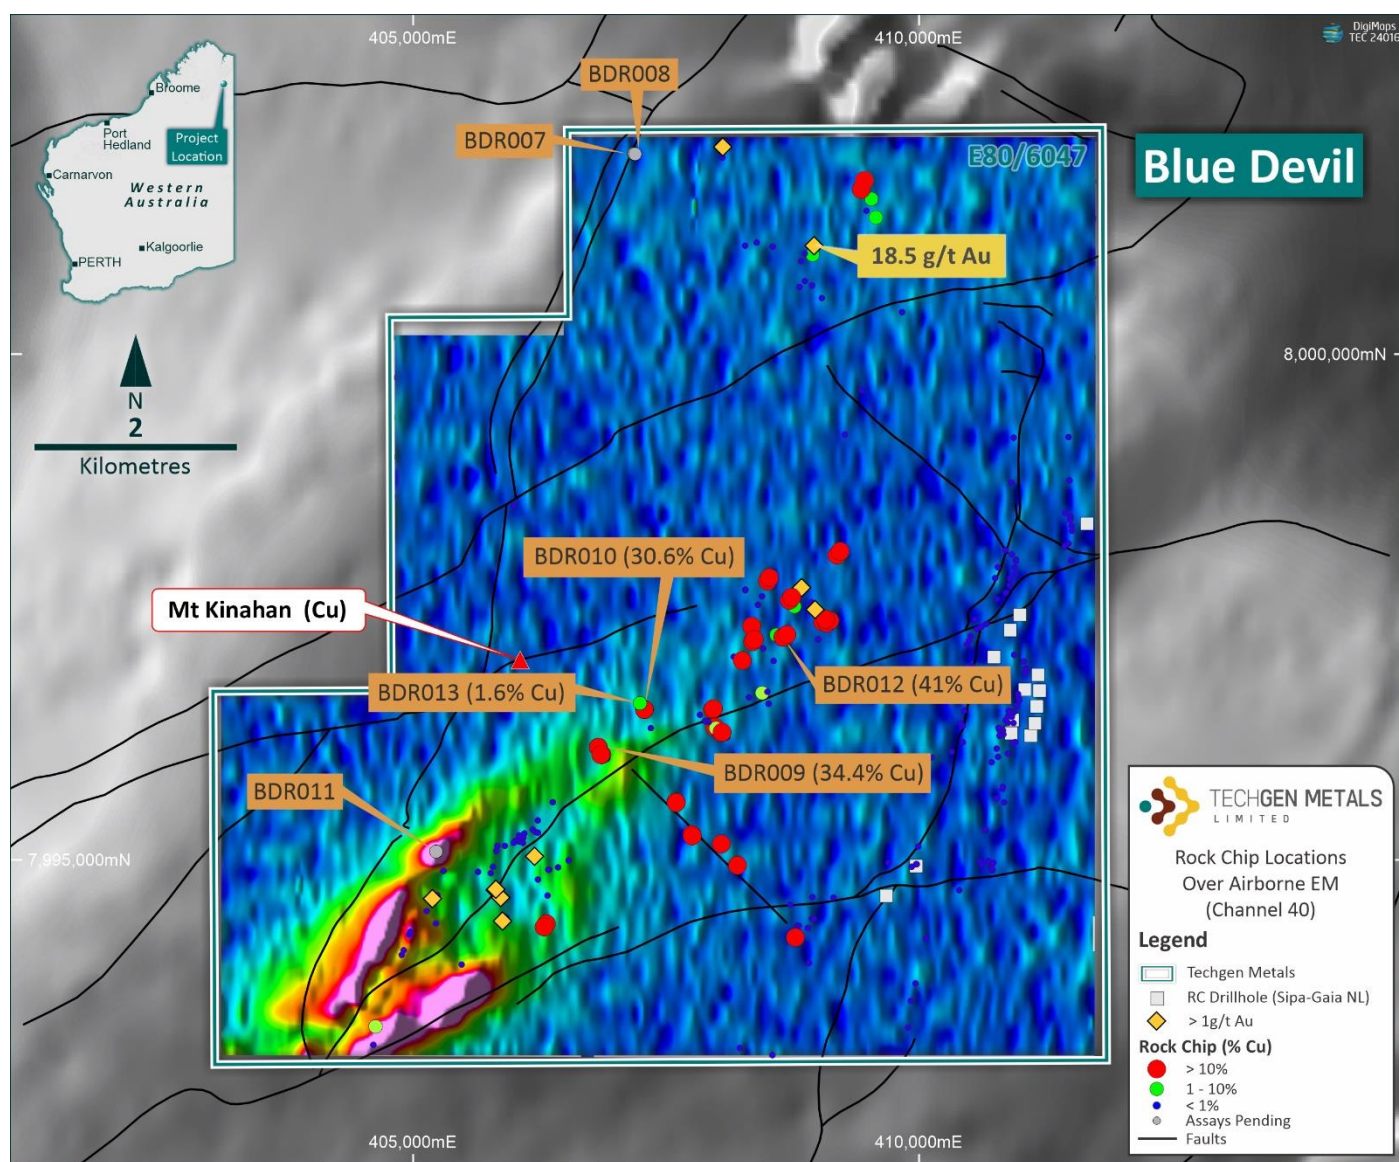 405,000mE
410,000mE
DigiMaps
TEC 24016
Broome
Port
Hedland
Project
Location
Carnarvon
Western
Australia
Kalgoorlie
PERTH
BDR008
BDR007
E80/6047
Blue Devil
18.5 g/t Au
8,000,000mN
N
2
Kilometres
BDR010 (30.6% Cu)
Mt Kinahan (Cu)
BDR013 (1.6% Cu)
BDR012 (41% Cu)
BDR009 (34.4% Cu)
BDR011
7,995,000mN
TECHGEN METALS
LIMITED
Rock Chip Locations
Over Airborne EM
(Channel 40)
Legend
Techgen Metals
RC Drillhole (Sipa-Gaia NL)
> 1g/t Au
Rock Chip (% Cu)
> 10%
1 - 10%
< 1%
Assays Pending
Faults
405,000mE
410,000mE